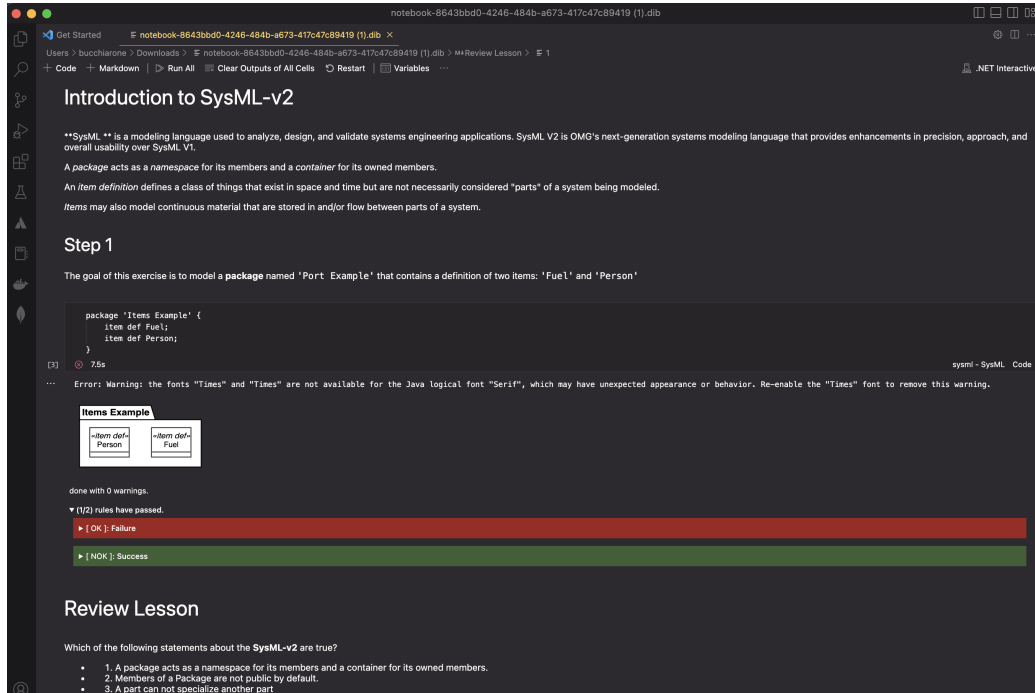 notebook-8643bbd0-4246-484b-a673-417c47c89419 (1).dib
Get Started
notebook-8643bbd0-4246-484b-a673-417c47c89419 (1).dib
Users > bucchiarone > Downloads > notebook-8643bbd0-4246-484b-a673-417c47c89419 (1).dib > M+Review Lesson > 1
+ Code + Markdown Run All Clear Outputs of All Cells Restart Variables ... .NET Interactive
Introduction to SysML-v2
**SysML ** is a modeling language used to analyze, design, and validate systems engineering applications. SysML V2 is OMG's next-generation systems modeling language that provides enhancements in precision, approach, and
overall usability over SysML V1.
A package acts as a namespace for its members and a container for its owned members.
An item definition defines a class of things that exist in space and time but are not necessarily considered "parts" of a system being modeled.
Items may also model continuous material that are stored in and/or flow between parts of a system.
Step 1
The goal of this exercise is to model a package named 'Port Example' that contains a definition of two items: 'Fuel' and 'Person'
package 'Items Example' {
item def Fuel;
item def Person;
}
[3] 7.5s sysml - SysML Code
... Error: Warning: the fonts "Times" and "Times" are not available for the Java logical font "Serif", which may have unexpected appearance or behavior. Re-enable the "Times" font to remove this warning.
Items Example
«item def» «item def»
Person Fuel
done with 0 warnings.
▼ (1/2) rules have passed.
▶ [ OK ]: Failure
▶ [ NOK ]: Success
Review Lesson
Which of the following statements about the SysML-v2 are true?
• 1. A package acts as a namespace for its members and a container for its owned members.
• 2. Members of a Package are not public by default.
• 3. A part can not specialize another part